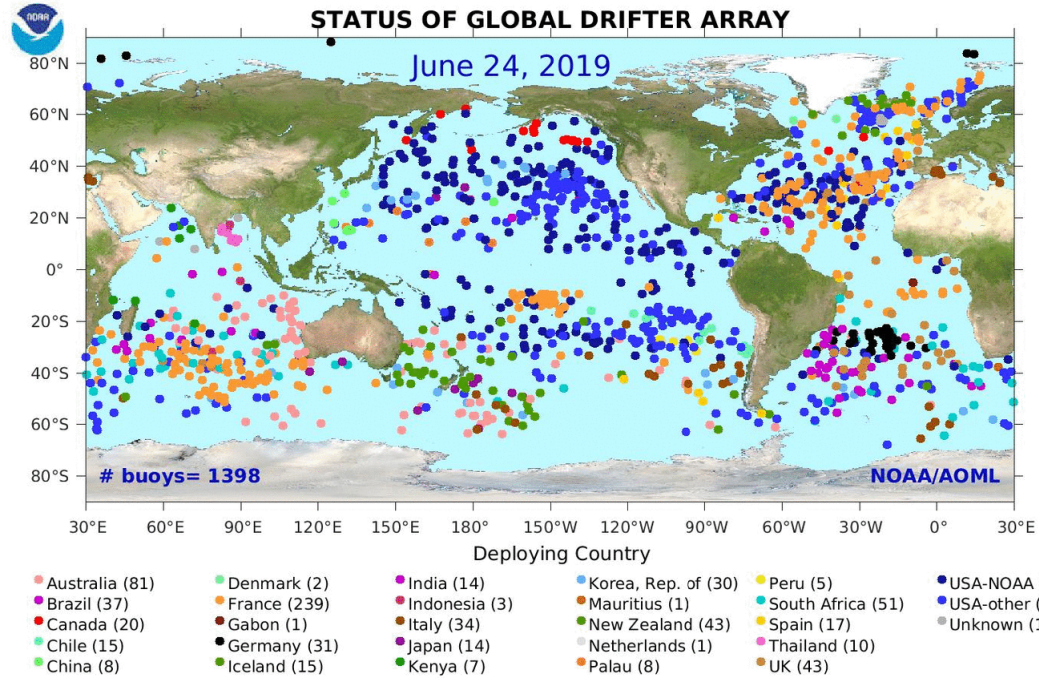 NOAA
STATUS OF GLOBAL DRIFTER ARRAY
June 24, 2019
80°N
60°N
40°N
20°N
0°
20°S
40°S
60°S
80°S
# buoys= 1398
NOAA/AOML
30°E 60°E 90°E 120°E 150°E 180° 150°W 120°W 90°W 60°W 30°W 0° 30°E
Deploying Country
Australia (81) Denmark (2) India (14) Korea, Rep. of (30) Peru (5) USA-NOAA
Brazil (37) France (239) Indonesia (3) Mauritius (1) South Africa (51) USA-other (
Canada (20) Gabon (1) Italy (34) New Zealand (43) Spain (17) Unknown (1
Chile (15) Germany (31) Japan (14) Netherlands (1) Thailand (10)
China (8) Iceland (15) Kenya (7) Palau (8) UK (43)